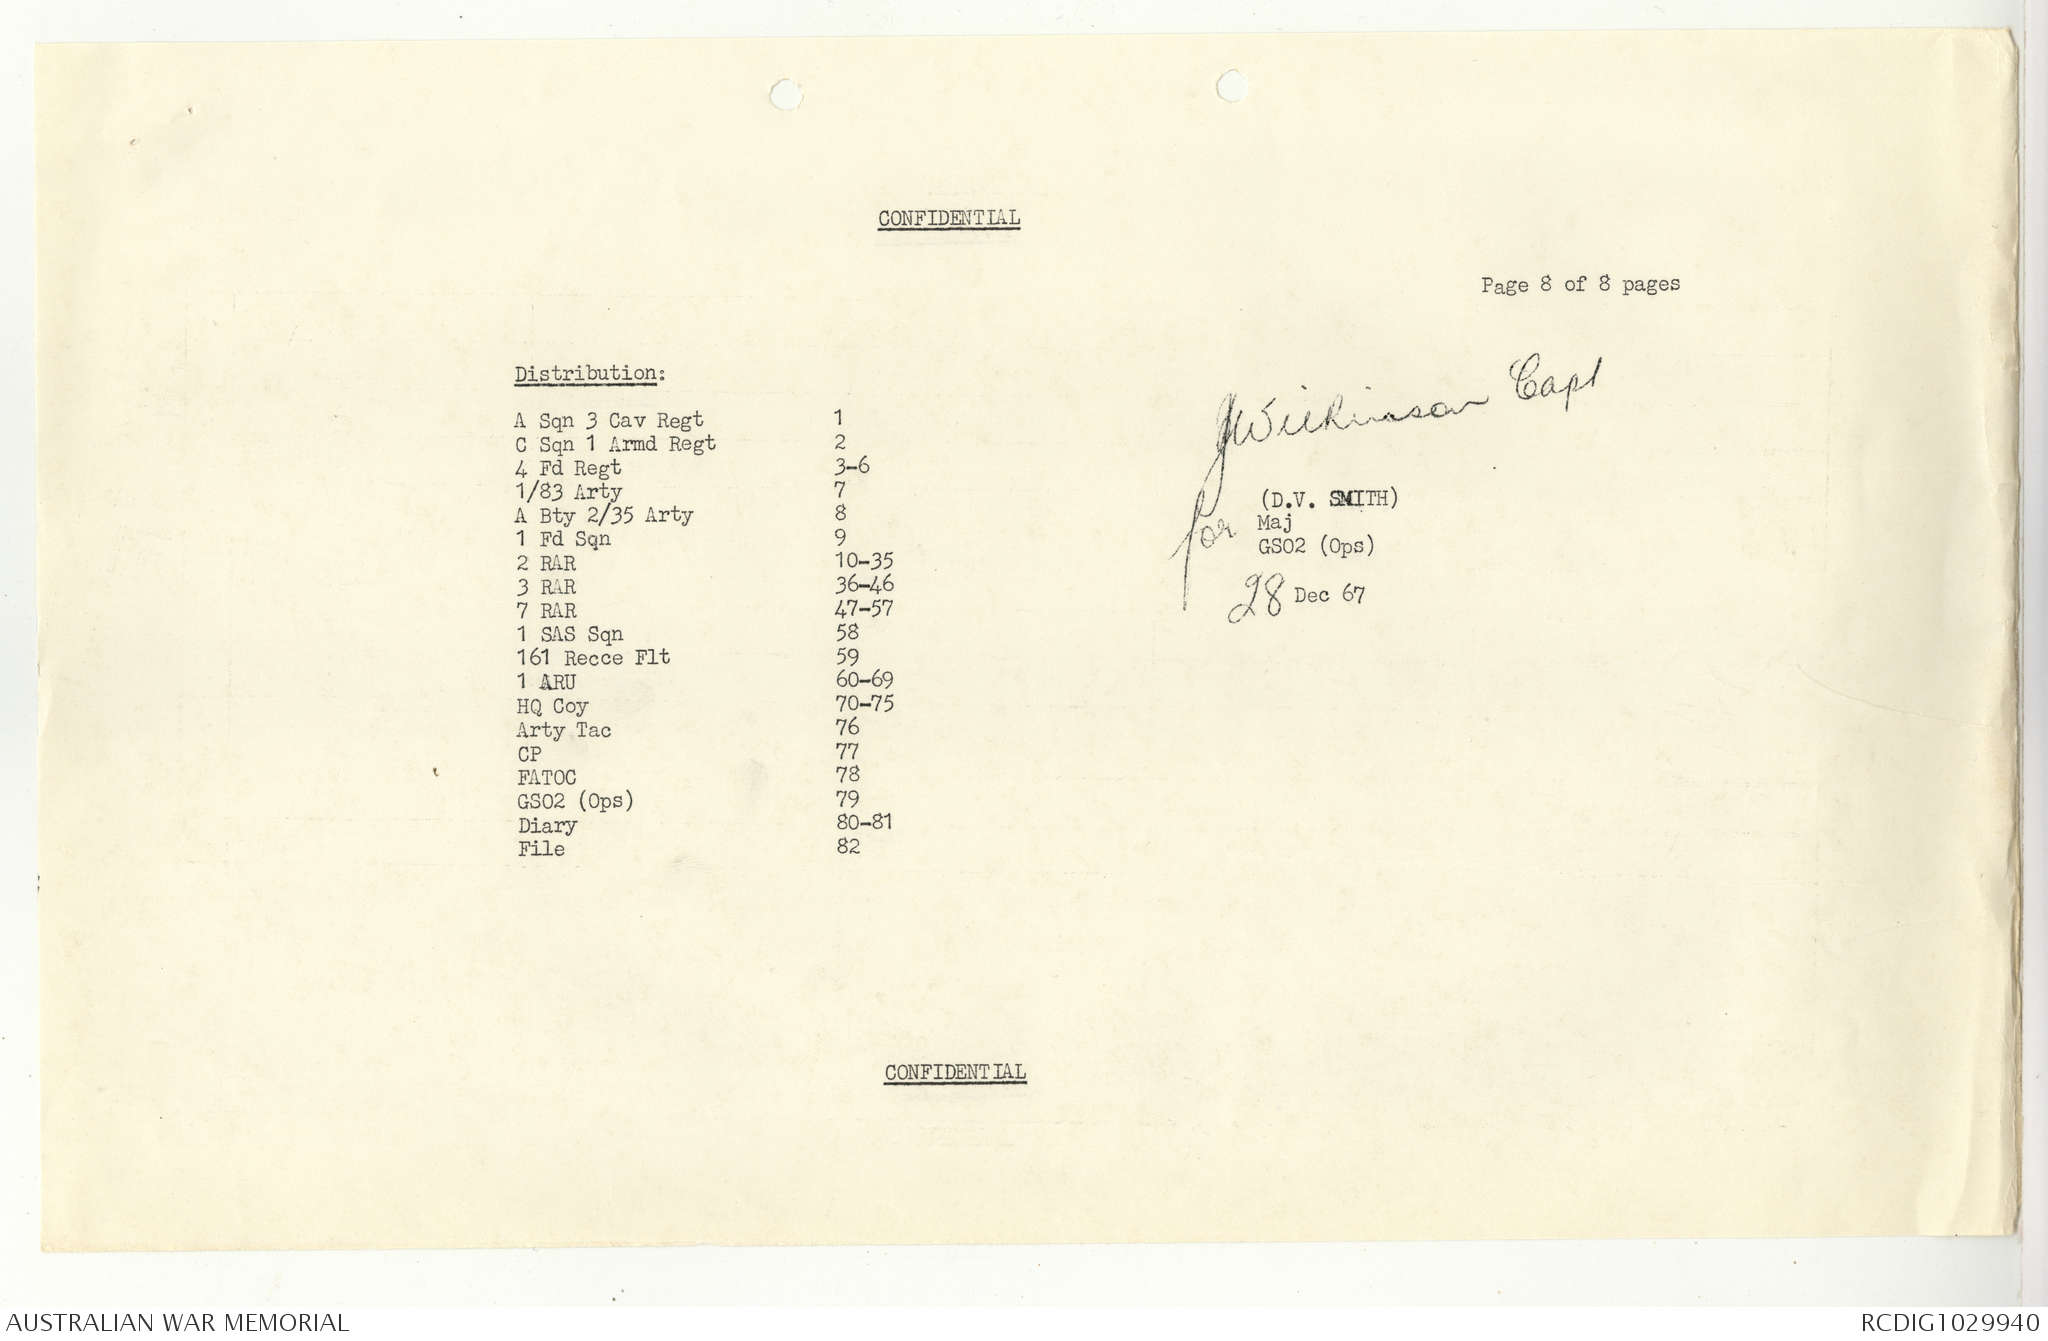 CONFIDENTIAL
Page 8 of 8 pages
Distribution:
A Sqn 3 Cav Regt 1
C Sqn 1 Armd Regt 2
4 Fd Regt 3-6
1/83 Arty 7
A Bty 2/35 Arty 8
1 Fd Sqn 9
2 RAR 10-35
3 RAR 36-46
7 RAR 47-57
1 SAS Sqn 58
161 Recce Flt 59
1 ARU 60-69
HQ Coy 70-75
Arty Tac 76
CP 77
FATOC 78
GSO2 (Ops) 79
Diary 80-81
File 82
Wilkinson Capt
for
(D.V. SMITH)
Maj
GSO2 (Ops)
28 Dec 67
CONFIDENTIAL
AUSTRALIAN WAR MEMORIAL
RCDIG1029940